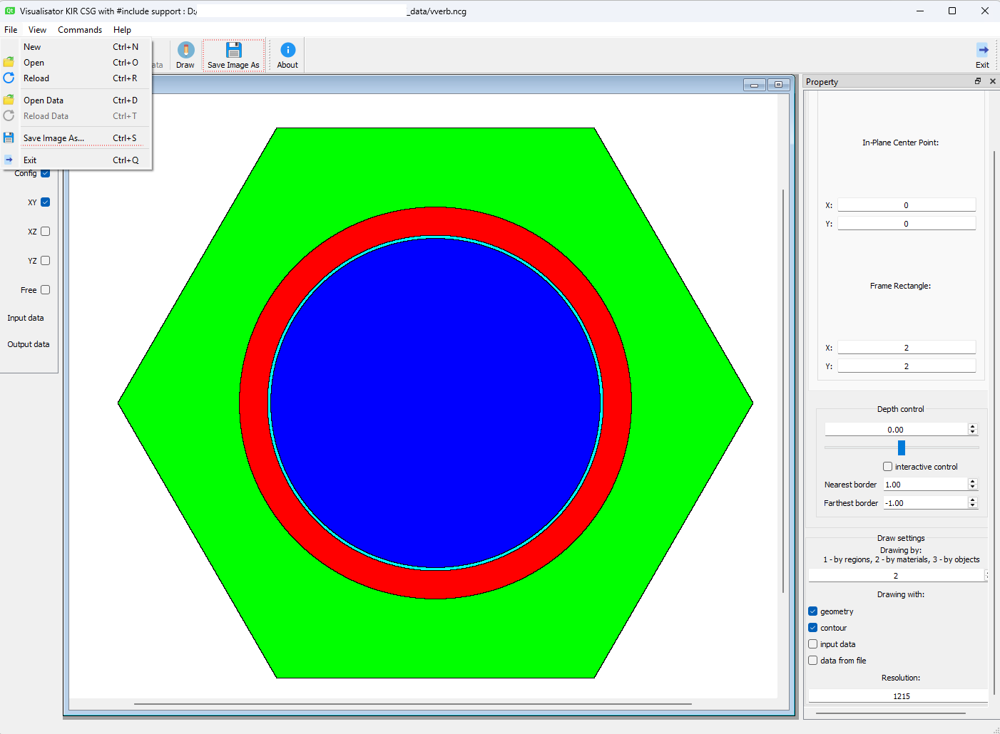 Visualisator KIR CSG with #include support : D:/ _data/vverb.ncg
File View Commands Help
New Ctrl+N
Open Ctrl+O
Reload Ctrl+R
Open Data Ctrl+D
Reload Data Ctrl+T
Save Image As... Ctrl+S
Exit Ctrl+Q
ata
Draw
Save Image As
About
Exit
Config
XY
XZ
YZ
Free
Input data
Output data
Property
In-Plane Center Point:
X: 0
Y: 0
Frame Rectangle:
X: 2
Y: 2
Depth control
0.00
interactive control
Nearest border 1.00
Farthest border -1.00
Draw settings
Drawing by:
1 - by regions, 2 - by materials, 3 - by objects
2
Drawing with:
geometry
contour
input data
data from file
Resolution:
1215